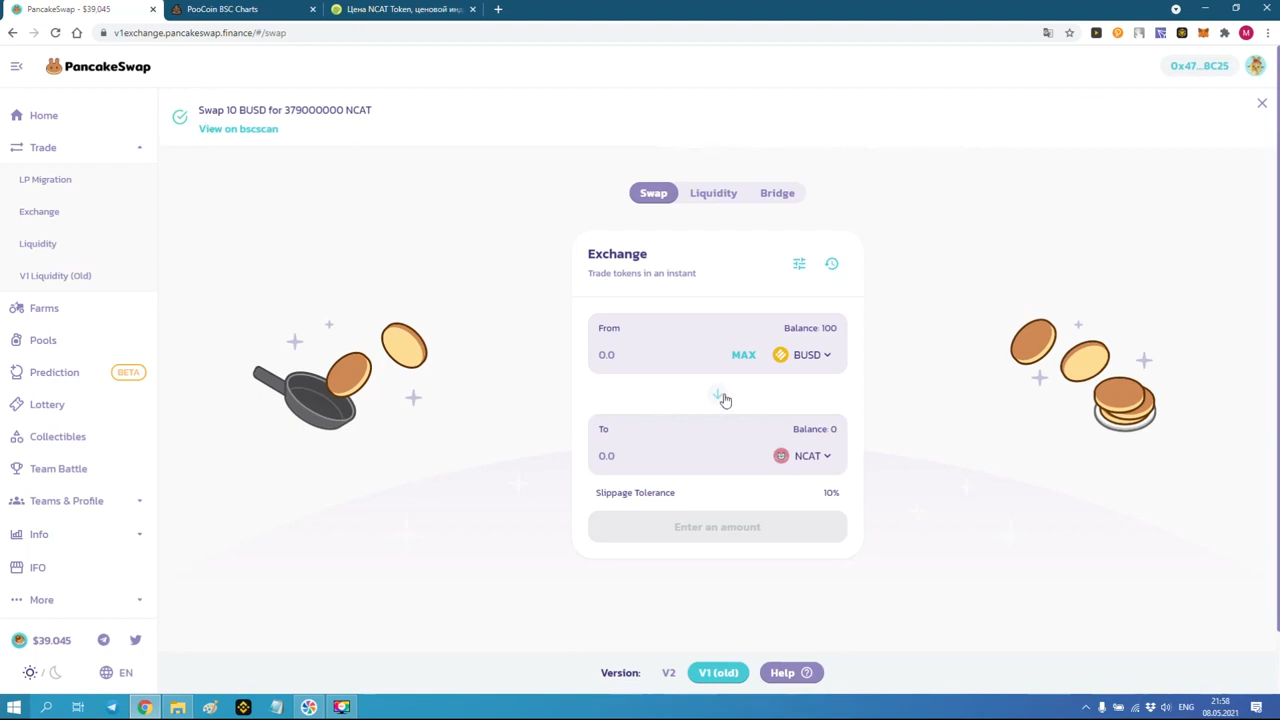 PancakeSwap - $39.045
PooCoin BSC Charts
Цена NCAT Token, ценовой инд
v1exchange.pancakeswap.finance/#/swap
M
PancakeSwap
0x47...BC25
Home
Trade
LP Migration
Exchange
Liquidity
V1 Liquidity (Old)
Farms
Pools
Prediction
BETA
Lottery
Collectibles
Team Battle
Teams & Profile
Info
IFO
More
$39.045
EN
Swap 10 BUSD for 379000000 NCAT
View on bscscan
Swap
Liquidity
Bridge
Exchange
Trade tokens in an instant
From
Balance: 100
0.0
MAX
BUSD
To
Balance: 0
0.0
NCAT
Slippage Tolerance
10%
Enter an amount
Version:
V2
V1 (old)
Help
ENG
21:58
08.05.2021